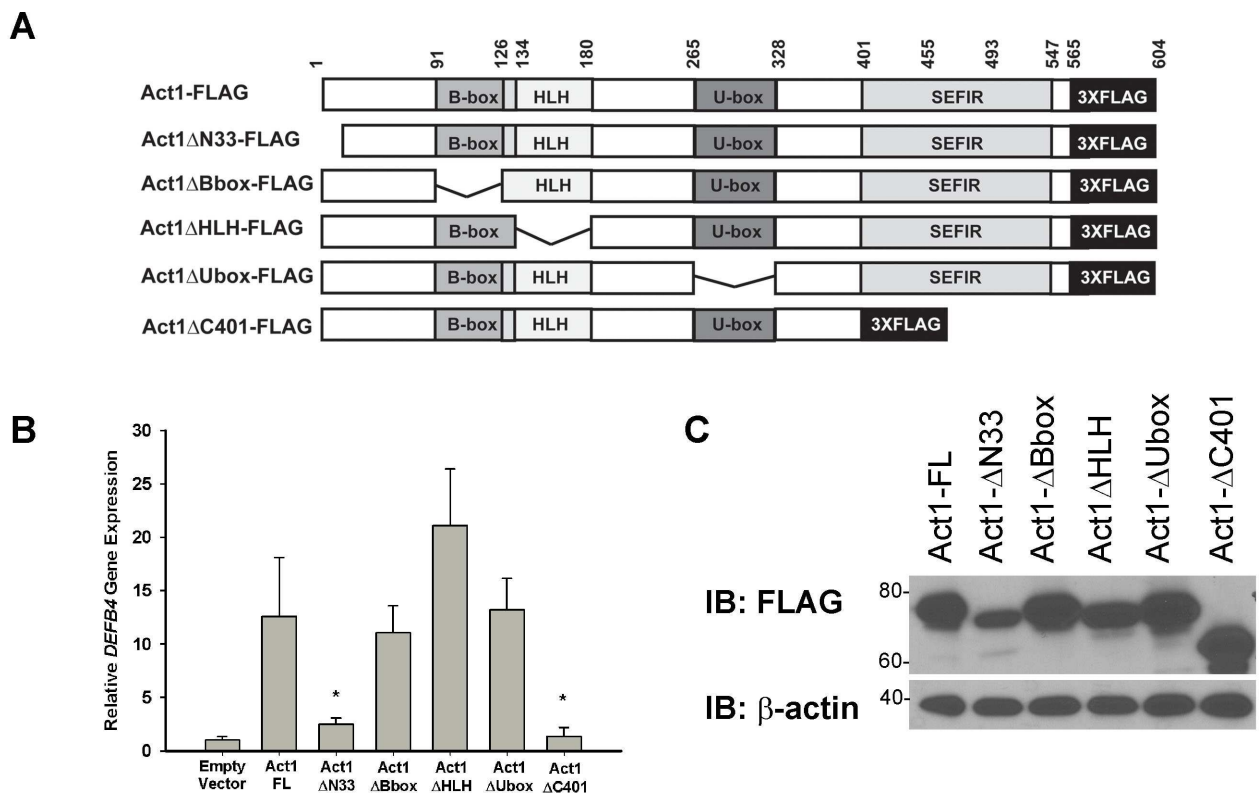 A
1 91 126 134 180 265 328 401 455 493 547 565 604
Act1-FLAG B-box HLH U-box SEFIR 3XFLAG
Act1ΔN33-FLAG B-box HLH U-box SEFIR 3XFLAG
Act1ΔBbox-FLAG HLH U-box SEFIR 3XFLAG
Act1ΔHLH-FLAG B-box U-box SEFIR 3XFLAG
Act1ΔUbox-FLAG B-box HLH SEFIR 3XFLAG
Act1ΔC401-FLAG B-box HLH U-box 3XFLAG
B
Relative DEFB4 Gene Expression
30
25
20
15
10
5
0
* *
Empty Act1 Act1 Act1 Act1 Act1 Act1
Vector FL ΔN33 ΔBbox ΔHLH ΔUbox ΔC401
C
Act1-FL
Act1-ΔN33
Act1-ΔBbox
Act1ΔHLH
Act1-ΔUbox
Act1-ΔC401
IB: FLAG
80-
60-
IB: β-actin
40-